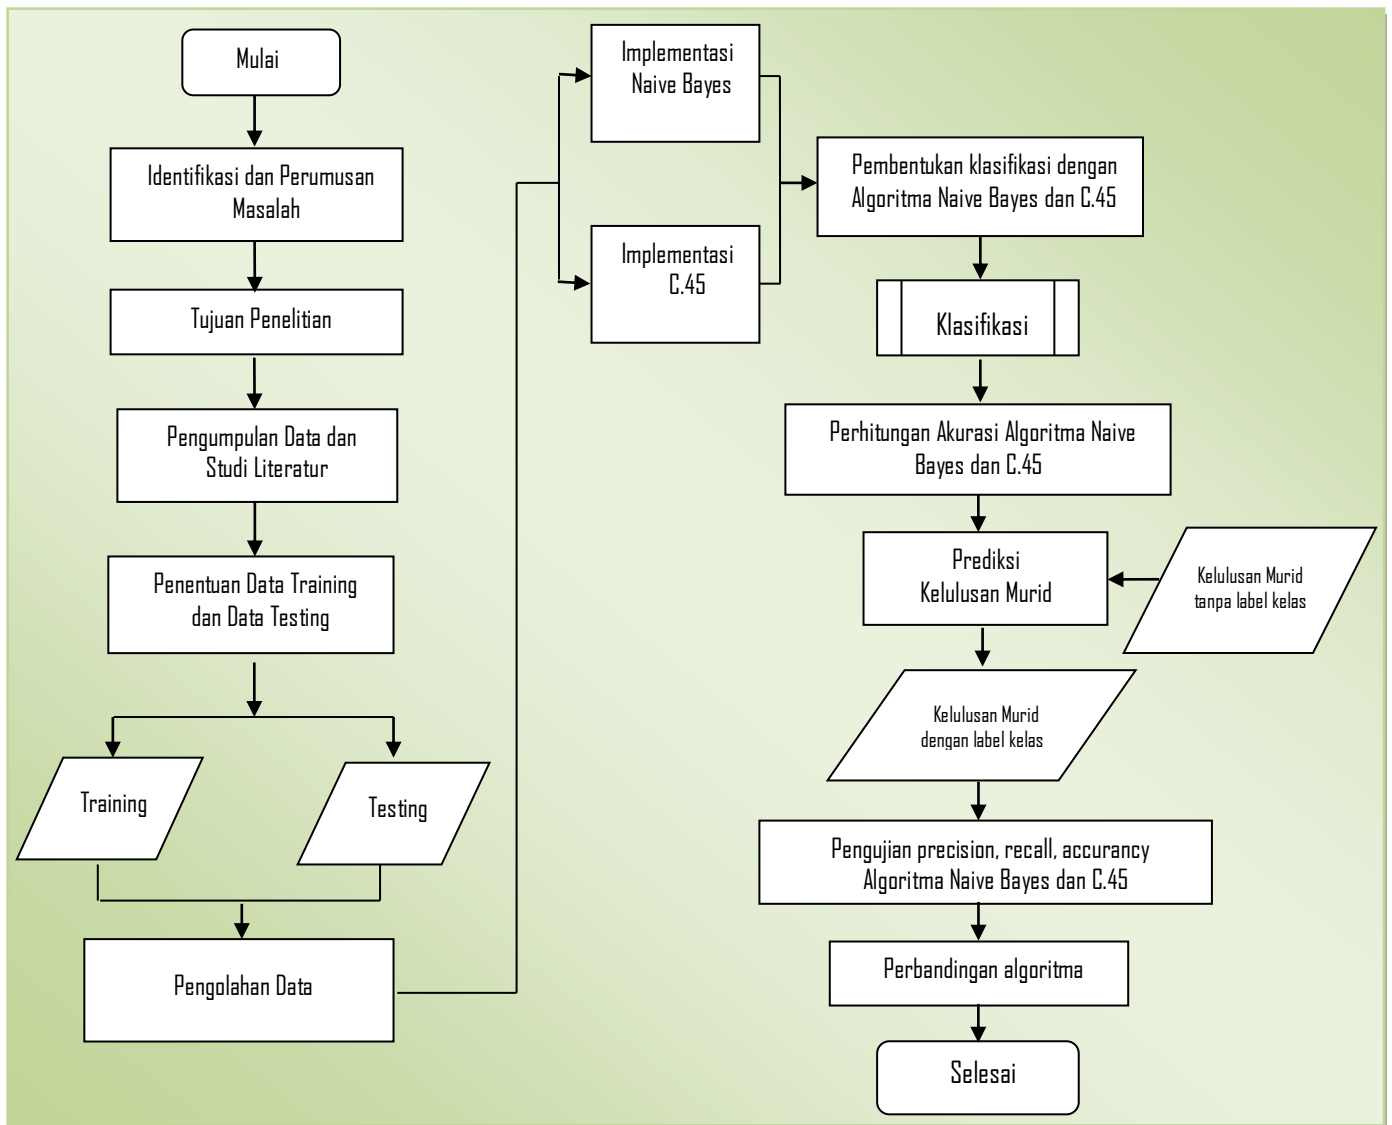 Mulai
Identifikasi dan Perumusan
Masalah
Tujuan Penelitian
Pengumpulan Data dan
Studi Literatur
Penentuan Data Training
dan Data Testing
Training
Testing
Pengolahan Data
Implementasi
Naive Bayes
Implementasi
C.45
Pembentukan klasifikasi dengan
Algoritma Naive Bayes dan C.45
Klasifikasi
Perhitungan Akurasi Algoritma Naive
Bayes dan C.45
Prediksi
Kelulusan Murid
Kelulusan Murid
tanpa label kelas
Kelulusan Murid
dengan label kelas
Pengujian precision, recall, accurancy
Algoritma Naive Bayes dan C.45
Perbandingan algoritma
Selesai